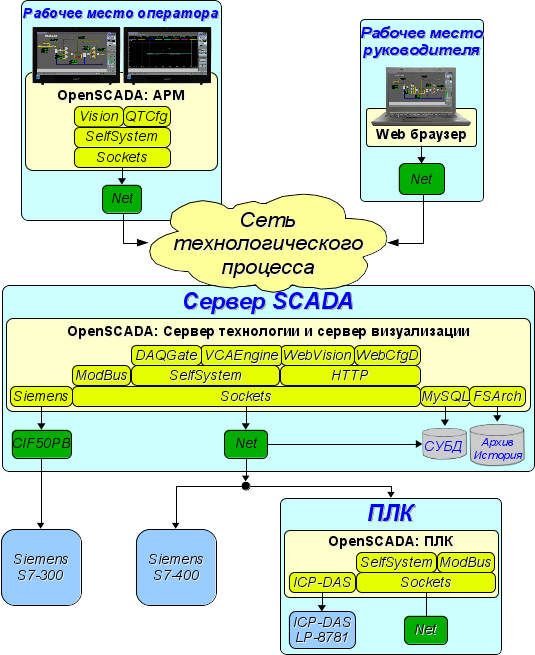 Рабочее место оператора
OpenSCADA: АРМ
Vision QTCfg
SelfSystem
Sockets
Net
Рабочее место
руководителя
Web браузер
Net
Сеть
технологического
процесса
Сервер SCADA
OpenSCADA: Сервер технологии и сервер визуализации
DAQGate VCAEngine WebVision WebCfgD
ModBus SelfSystem HTTP
Siemens Sockets MySQL FSArch
CIF50PB Net СУБД Архив
История
Siemens
S7-300
Siemens
S7-400
ПЛК
OpenSCADA: ПЛК
SelfSystem ModBus
ICP-DAS Sockets
ICP-DAS
LP-8781
Net